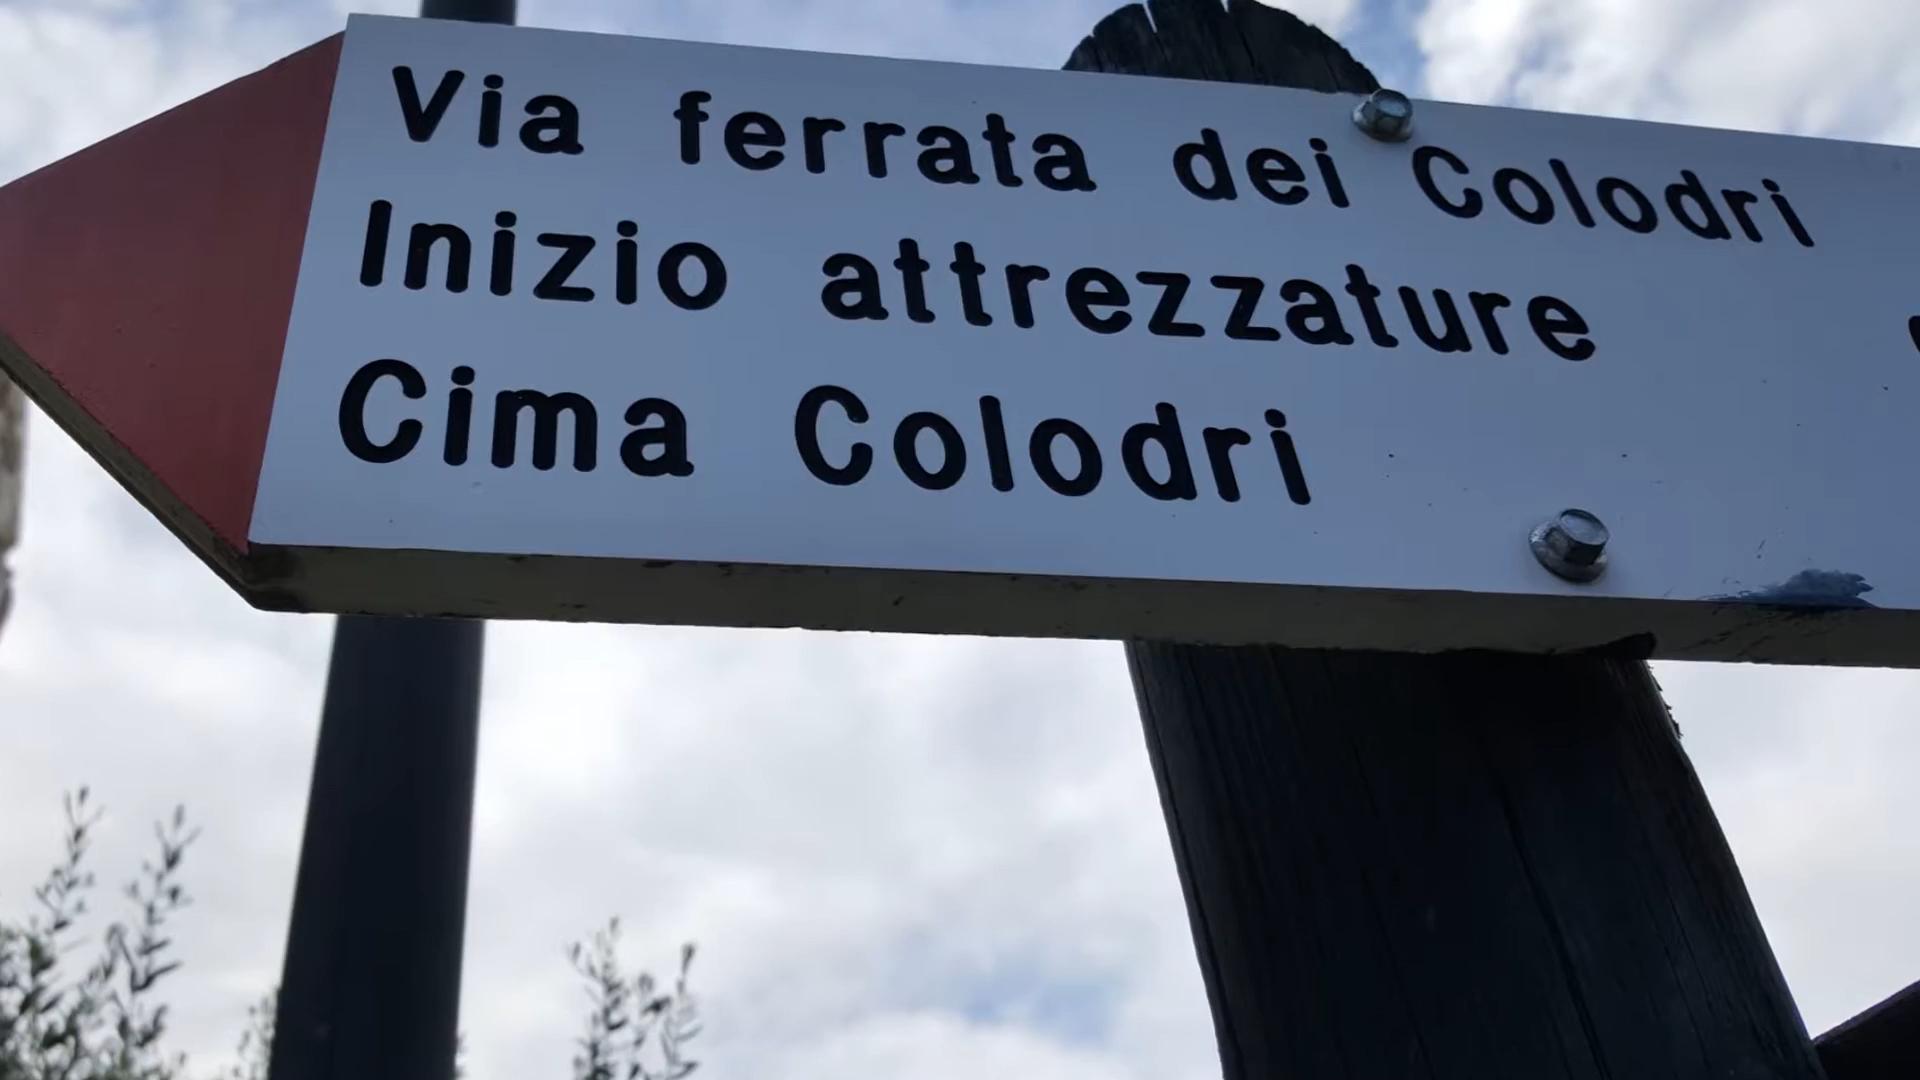 Via ferrata dei Colodri
Inizio attrezzature
Cima Colodri